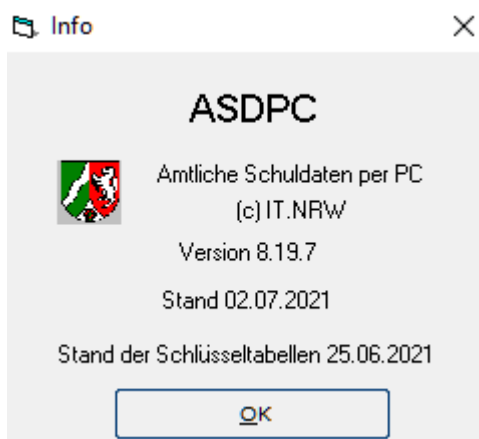 Info
ASDPC
Amtliche Schuldaten per PC
(c) IT.NRW
Version 8.19.7
Stand 02.07.2021
Stand der Schlüsseltabellen 25.06.2021
OK